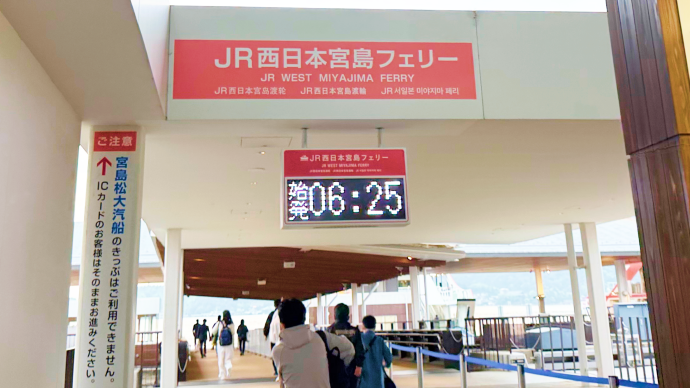 JR西日本宮島フェリー
JR WEST MIYAJIMA FERRY
JR西日本宮島渡轮 JR西日本宮島渡輪 JR 서일본 미야지마 페리
JR西日本宮島フェリー
JR WEST MIYAJIMA FERRY
始発 06:25
ご注意
宮島松大汽船のきっぷはご利用できません。
ICカードのお客様はそのままお進みください。